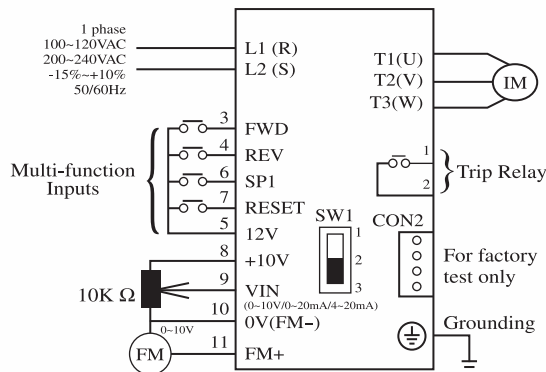 1 phase
100~120VAC
200~240VAC
-15%~+10%
50/60Hz
L1 (R)
L2 (S)
T1(U)
T2(V)
T3(W)
IM
Multi-function
Inputs
3 FWD
4 REV
6 SP1
7 RESET
5 12V
8 +10V
9 VIN
(0~10V/0~20mA/4~20mA)
10 0V(FM-)
11 FM+
10K Ω
0~10V
FM
SW1
1
2
3
1
2
Trip Relay
CON2
For factory
test only
Grounding